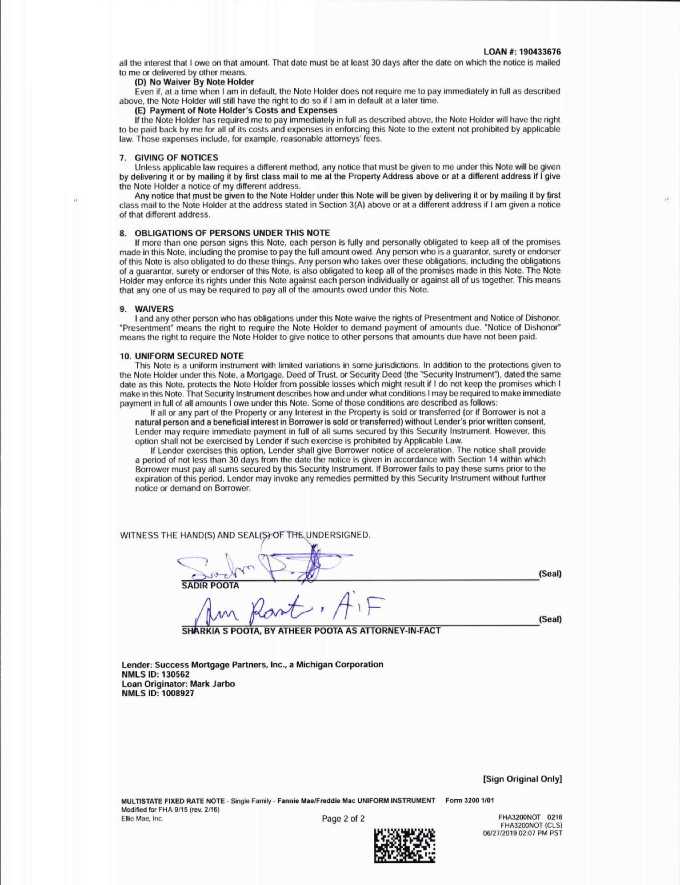 LOAN #: 190433676
all the interest that I owe on that amount. That date must be at least 30 days after the date on which the notice is mailed
to me or delivered by other means.
(D) No Waiver By Note Holder
Even if, at a time when I am in default, the Note Holder does not require me to pay immediately in full as described
above, the Note Holder will still have the right to do so if I am in default at a later time.
(E) Payment of Note Holder's Costs and Expenses
If the Note Holder has required me to pay immediately in full as described above, the Note Holder will have the right
to be paid back by me for all of its costs and expenses in enforcing this Note to the extent not prohibited by applicable
law. Those expenses include, for example, reasonable attorneys' fees.
7. GIVING OF NOTICES
Unless applicable law requires a different method, any notice that must be given to me under this Note will be given
by delivering it or by mailing it by first class mail to me at the Property Address above or at a different address if I give
the Note Holder a notice of my different address.
Any notice that must be given to the Note Holder under this Note will be given by delivering it or by mailing it by first
class mail to the Note Holder at the address stated in Section 3(A) above or at a different address if I am given a notice
of that different address.
8. OBLIGATIONS OF PERSONS UNDER THIS NOTE
If more than one person signs this Note, each person is fully and personally obligated to keep all of the promises
made in this Note, including the promise to pay the full amount owed. Any person who is a guarantor, surety or endorser
of this Note is also obligated to do these things. Any person who takes over these obligations, including the obligations
of a guarantor, surety or endorser of this Note, is also obligated to keep all of the promises made in this Note. The Note
Holder may enforce its rights under this Note against each person individually or against all of us together. This means
that any one of us may be required to pay all of the amounts owed under this Note.
9. WAIVERS
I and any other person who has obligations under this Note waive the rights of Presentment and Notice of Dishonor.
"Presentment" means the right to require the Note Holder to demand payment of amounts due. "Notice of Dishonor"
means the right to require the Note Holder to give notice to other persons that amounts due have not been paid.
10. UNIFORM SECURED NOTE
This Note is a uniform instrument with limited variations in some jurisdictions. In addition to the protections given to
the Note Holder under this Note, a Mortgage, Deed of Trust, or Security Deed (the "Security Instrument"), dated the same
date as this Note, protects the Note Holder from possible losses which might result if I do not keep the promises which I
make in this Note. That Security Instrument describes how and under what conditions I may be required to make immediate
payment in full of all amounts I owe under this Note. Some of those conditions are described as follows:
If all or any part of the Property or any Interest in the Property is sold or transferred (or if Borrower is not a
natural person and a beneficial interest in Borrower is sold or transferred) without Lender's prior written consent,
Lender may require immediate payment in full of all sums secured by this Security Instrument. However, this
option shall not be exercised by Lender if such exercise is prohibited by Applicable Law.
If Lender exercises this option, Lender shall give Borrower notice of acceleration. The notice shall provide
a period of not less than 30 days from the date the notice is given in accordance with Section 14 within which
Borrower must pay all sums secured by this Security Instrument. If Borrower fails to pay these sums prior to the
expiration of this period, Lender may invoke any remedies permitted by this Security Instrument without further
notice or demand on Borrower.
WITNESS THE HAND(S) AND SEAL(S) OF THE UNDERSIGNED.
(Seal)
SADIR POOTA
AIF
(Seal)
SHARKIA S POOTA, BY ATHEER POOTA AS ATTORNEY-IN-FACT
Lender: Success Mortgage Partners, Inc., a Michigan Corporation
NMLS ID: 130562
Loan Originator: Mark Jarbo
NMLS ID: 1008927
[Sign Original Only]
MULTISTATE FIXED RATE NOTE - Single Family - Fannie Mae/Freddie Mac UNIFORM INSTRUMENT Form 3200 1/01
Modified for FHA 9/15 (rev. 2/16)
Ellie Mae, Inc.
Page 2 of 2
FHA3200NOT 0216
FHA3200NOT (CLS)
06/27/2019 02:07 PM PST